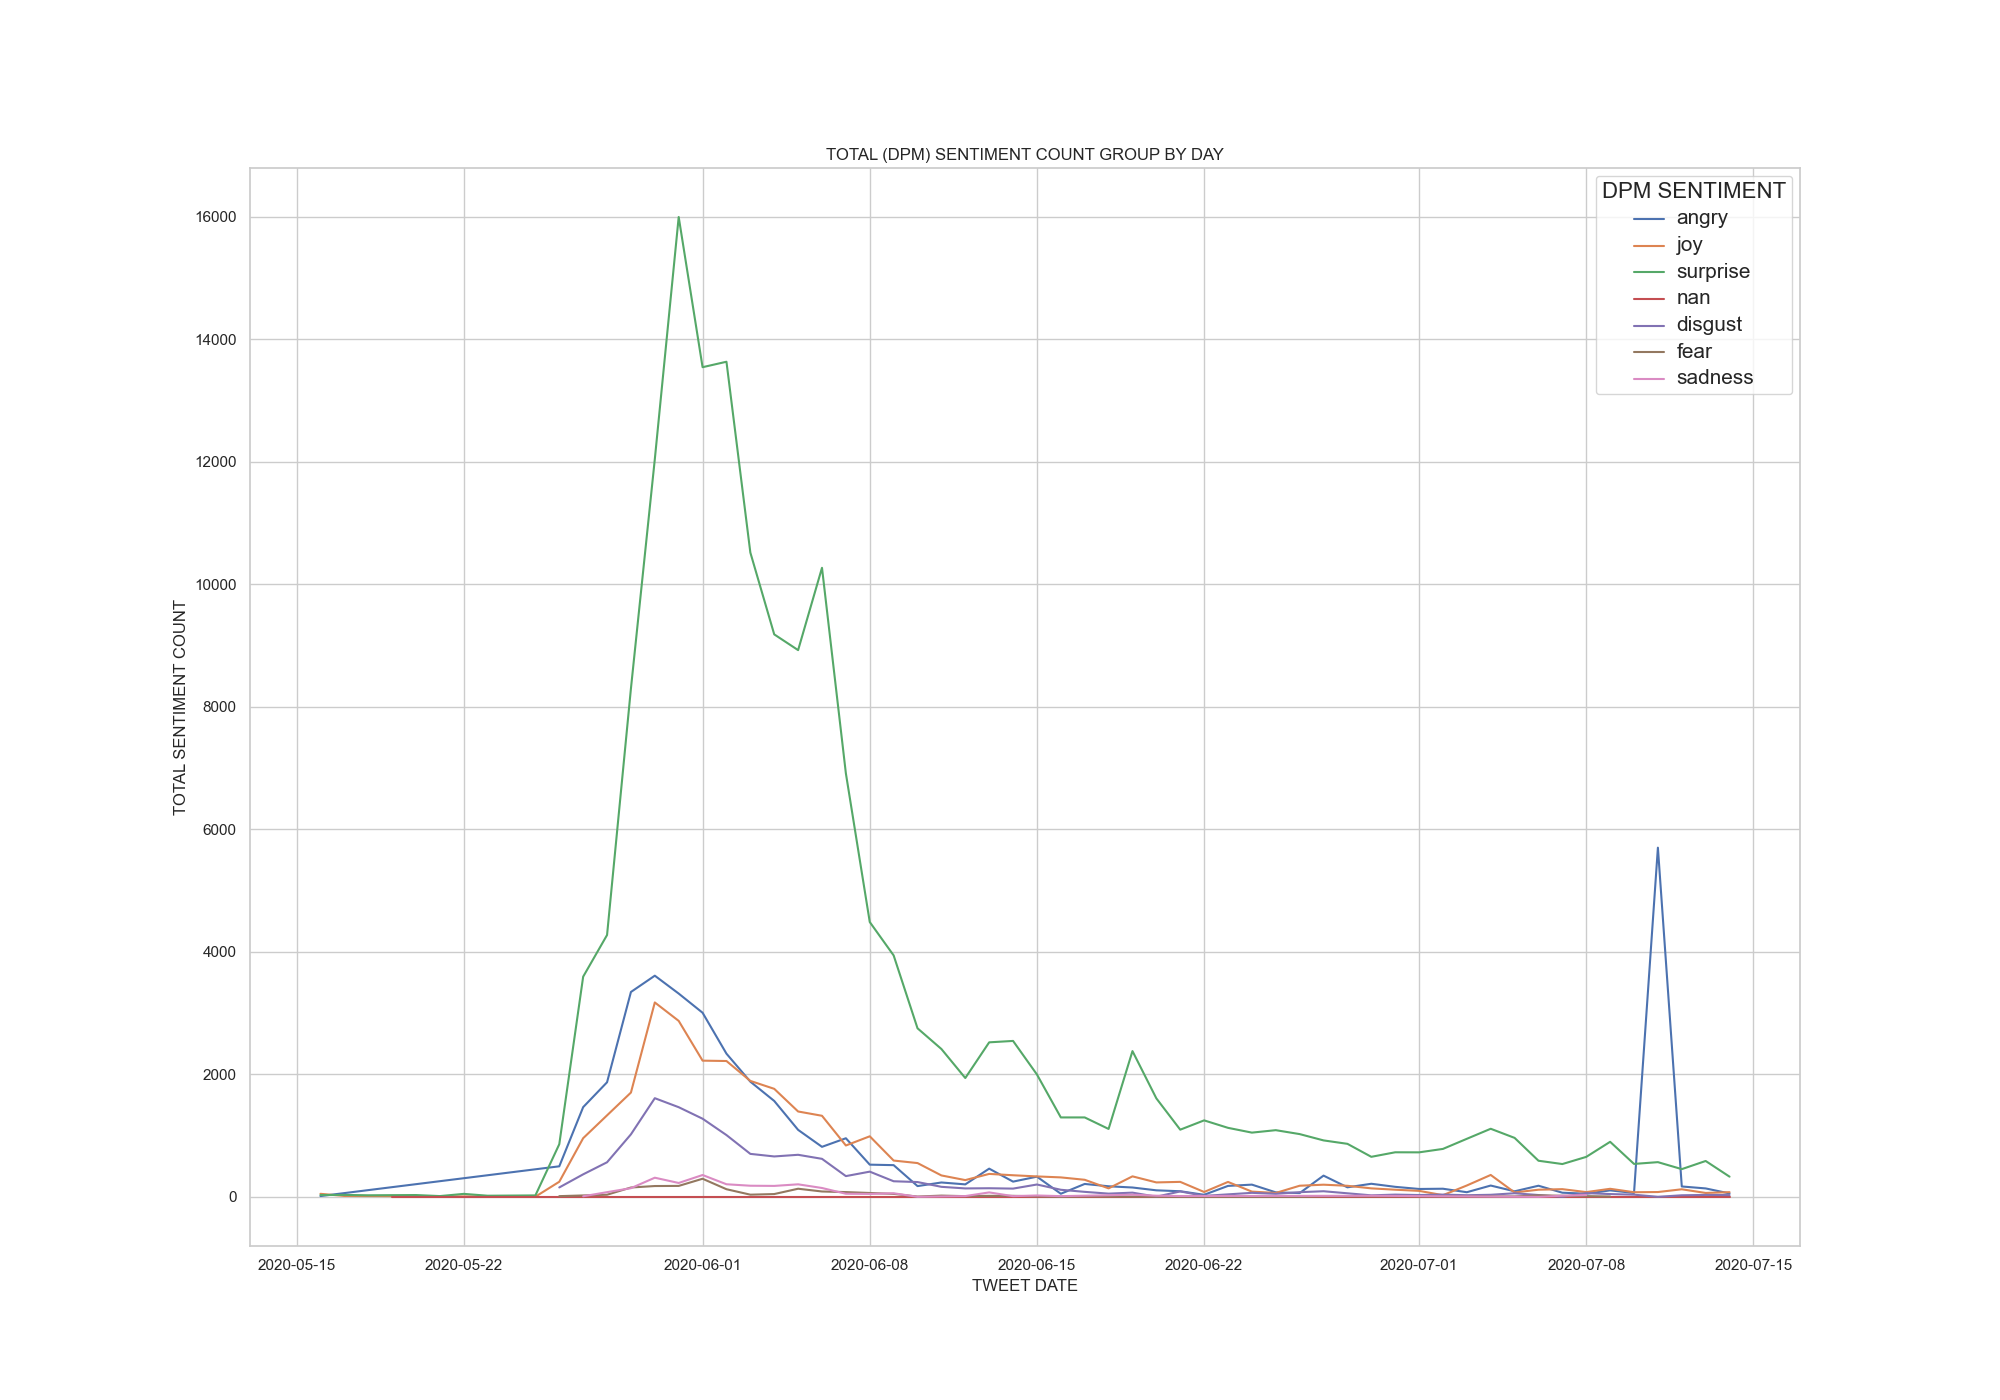 TOTAL (DPM) SENTIMENT COUNT GROUP BY DAY
DPM SENTIMENT
angry
joy
surprise
nan
disgust
fear
sadness
16000
14000
12000
10000
8000
6000
4000
2000
0
TOTAL SENTIMENT COUNT
2020-05-15 2020-05-22 2020-06-01 2020-06-08 2020-06-15 2020-06-22 2020-07-01 2020-07-08 2020-07-15
TWEET DATE